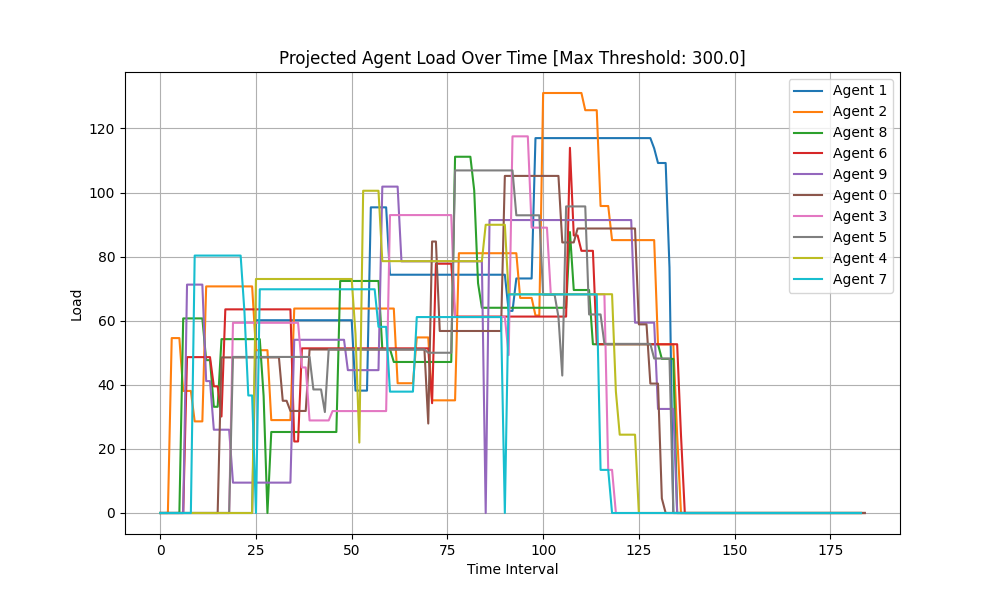 Projected Agent Load Over Time [Max Threshold: 300.0]
Load
120
100
80
60
40
20
0
0
25
50
75
100
125
150
175
Time Interval
Agent 1
Agent 2
Agent 8
Agent 6
Agent 9
Agent 0
Agent 3
Agent 5
Agent 4
Agent 7